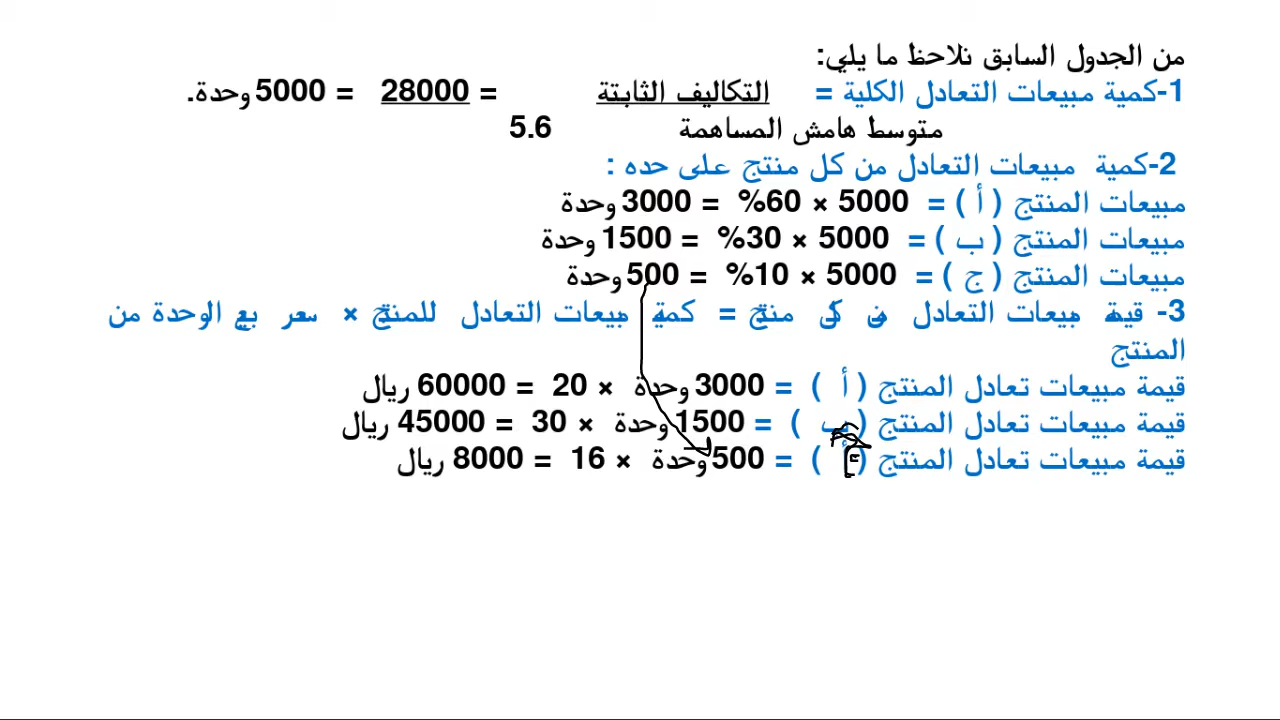 من الجدول السابق نلاحظ ما يلي:
1-كمية مبيعات التعادل الكلية = التكاليف الثابتة = 28000 = 5000 وحدة.
متوسط هامش المساهمة 5.6
2-كمية مبيعات التعادل من كل منتج على حده :
مبيعات المنتج ( أ ) = 5000 × 60% = 3000 وحدة
مبيعات المنتج ( ب ) = 5000 × 30% = 1500 وحدة
مبيعات المنتج ( ج ) = 5000 × 10% = 500 وحدة
3- قيمة مبيعات التعادل من كل منتج = كمية مبيعات التعادل للمنتج × سعر بيع الوحدة من
المنتج
قيمة مبيعات تعادل المنتج ( أ ) = 3000 وحدة × 20 = 60000 ريال
قيمة مبيعات تعادل المنتج ( ب ) = 1500 وحدة × 30 = 45000 ريال
قيمة مبيعات تعادل المنتج ( أ ) = 500 وحدة × 16 = 8000 ريال